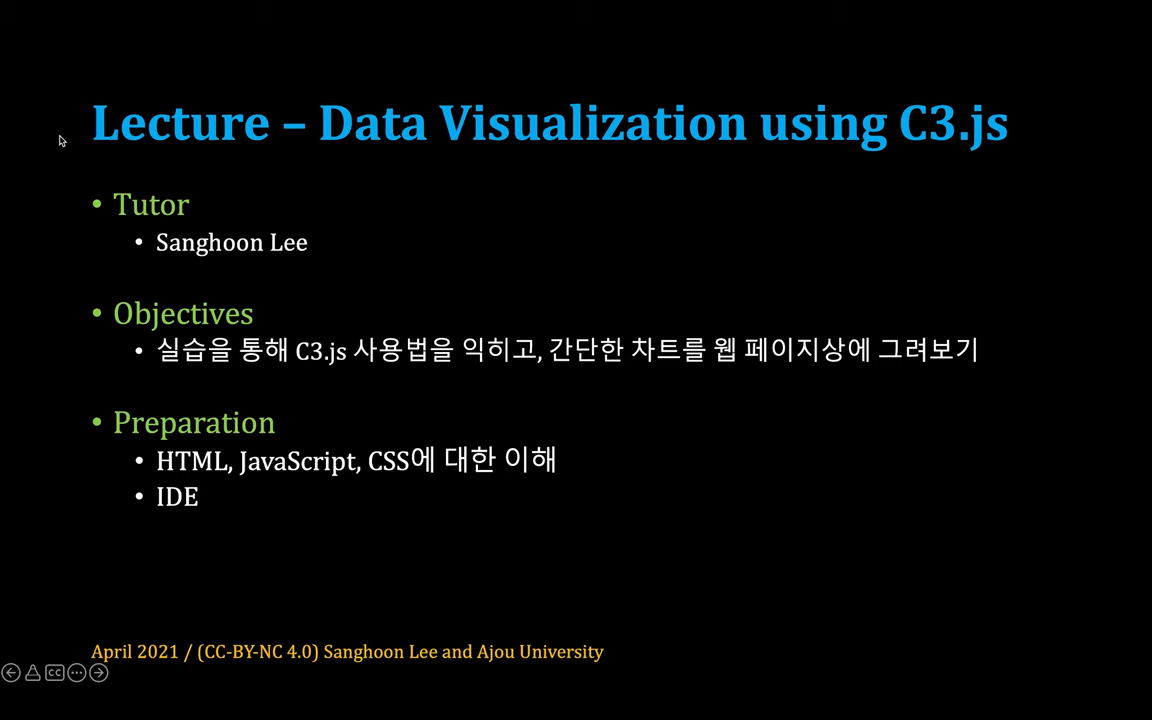 Lecture – Data Visualization using C3.js
• Tutor
• Sanghoon Lee
• Objectives
• 실습을 통해 C3.js 사용법을 익히고, 간단한 차트를 웹 페이지상에 그려보기
• Preparation
• HTML, JavaScript, CSS에 대한 이해
• IDE
April 2021 / (CC-BY-NC 4.0) Sanghoon Lee and Ajou University
CC